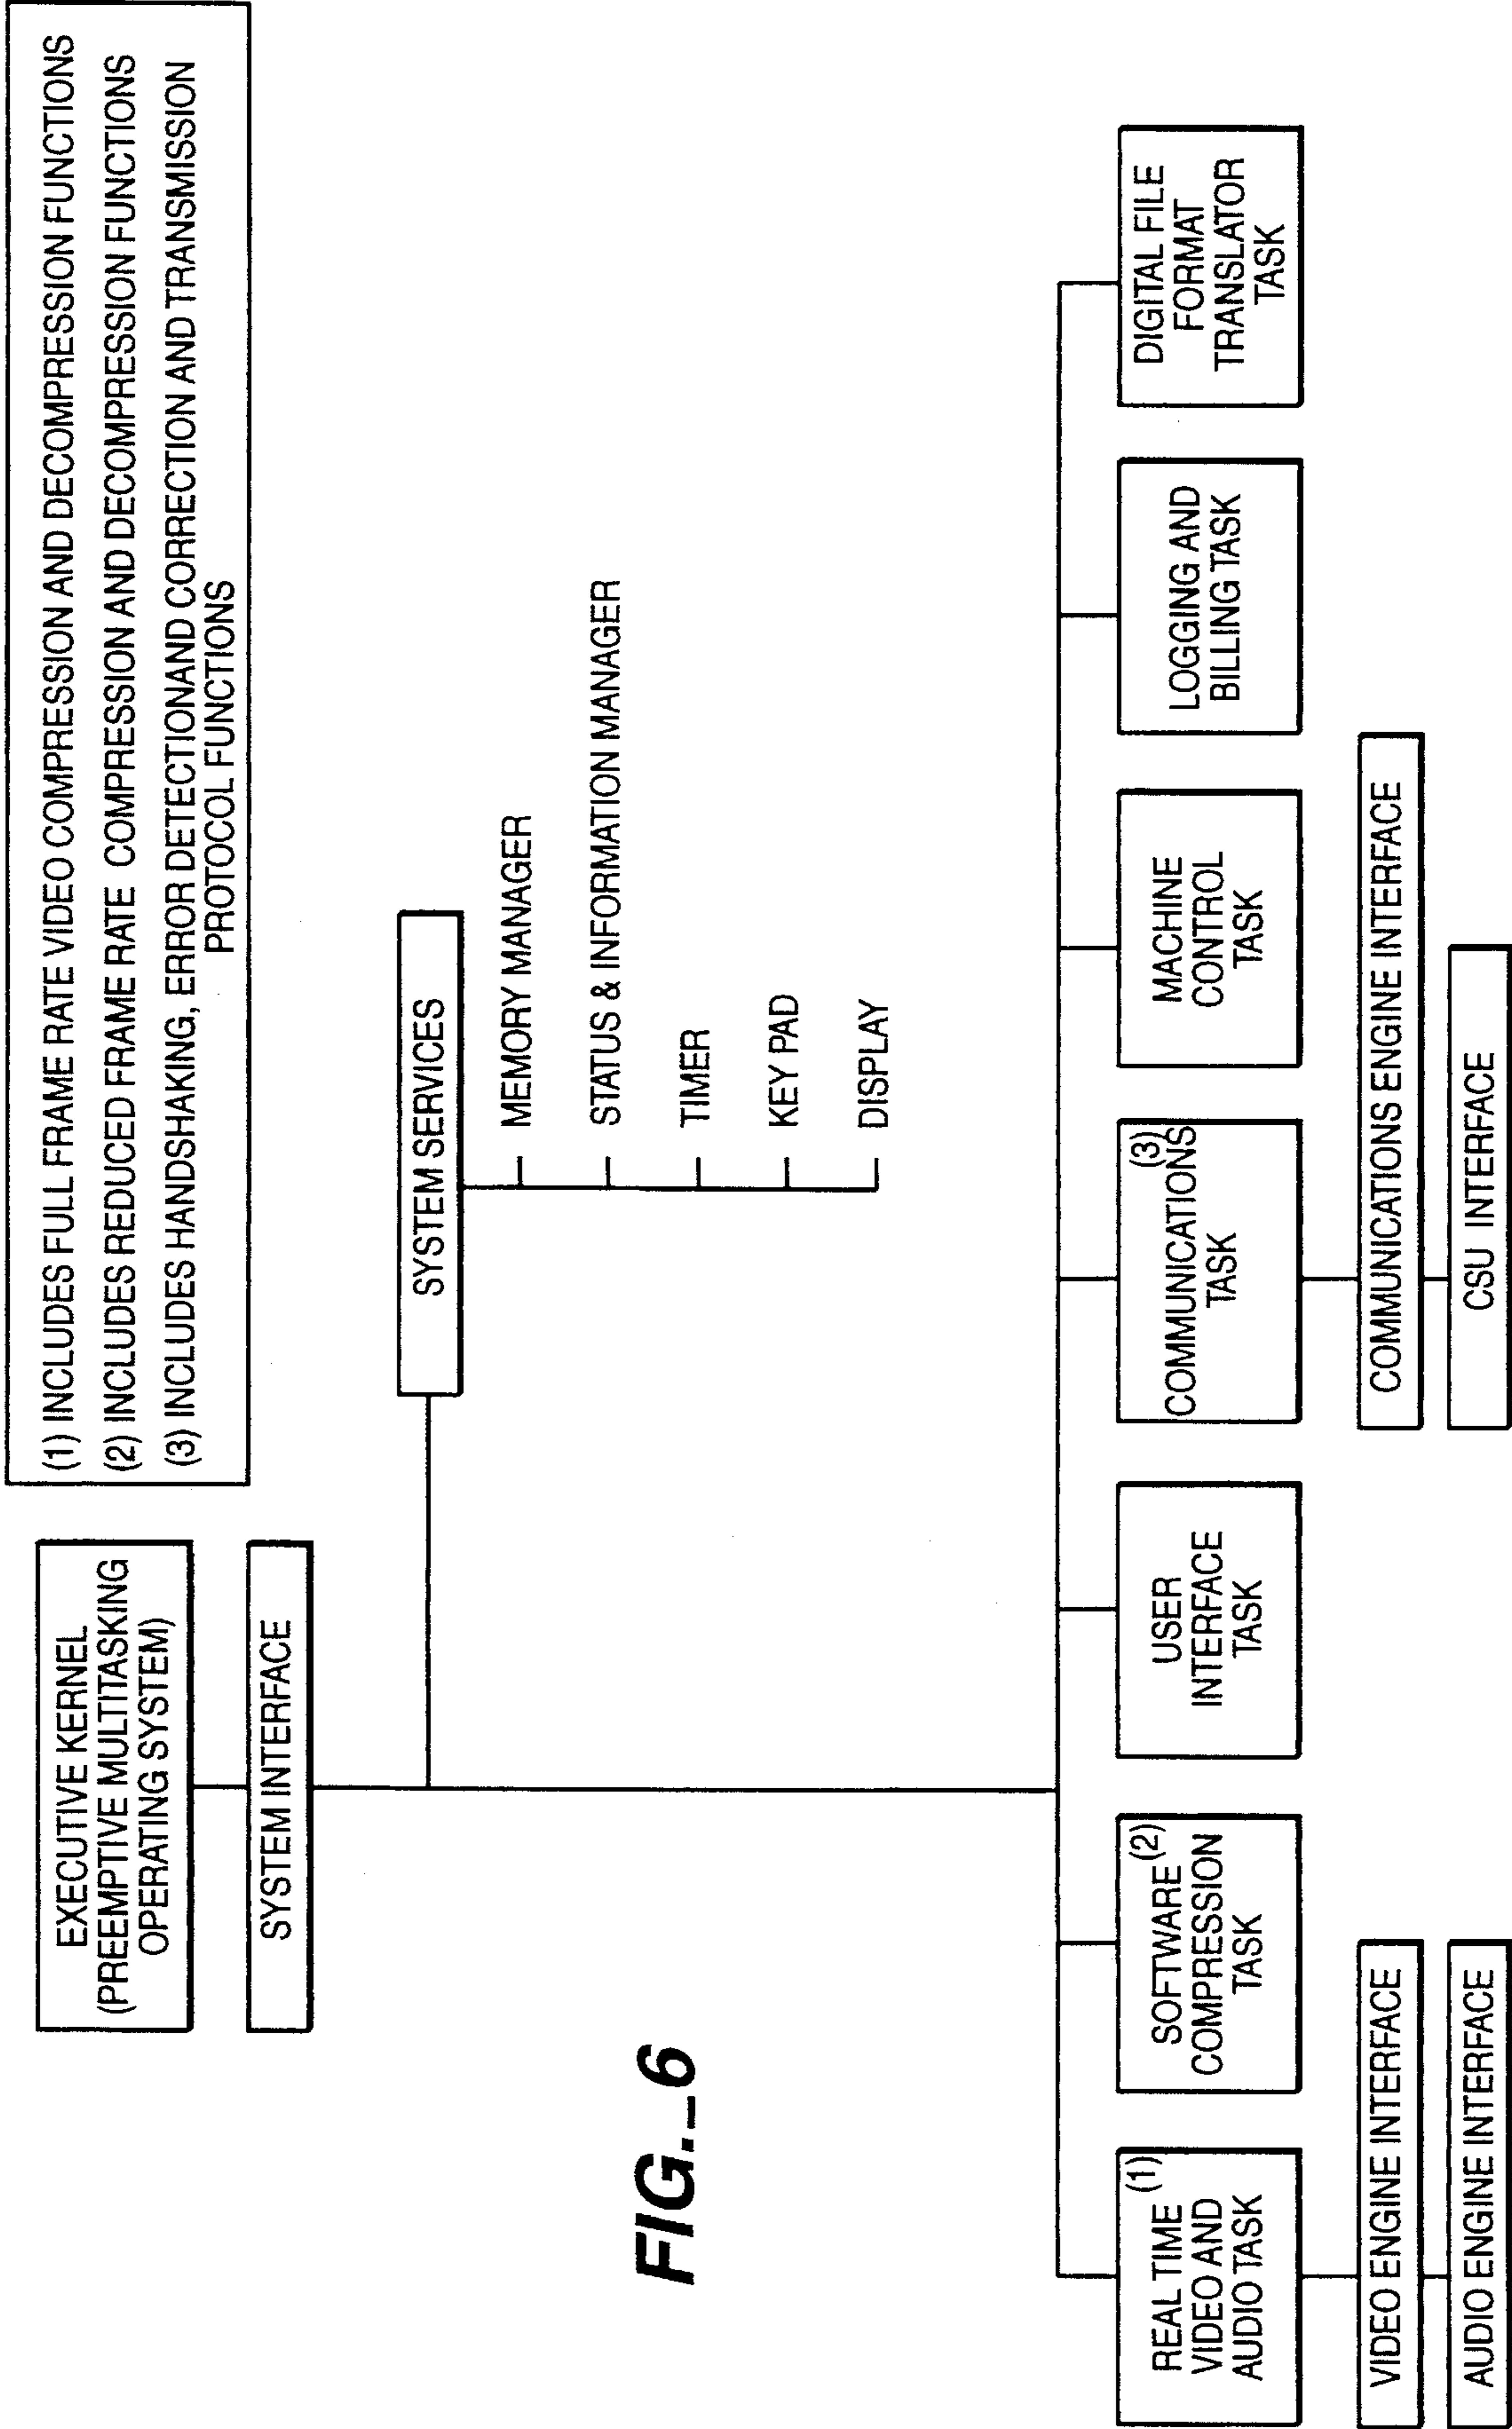 (1) INCLUDES FULL FRAME RATE VIDEO COMPRESSION AND DECOMPRESSION FUNCTIONS
(2) INCLUDES REDUCED FRAME RATE COMPRESSION AND DECOMPRESSION FUNCTIONS
(3) INCLUDES HANDSHAKING, ERROR DETECTIONAND CORRECTION AND TRANSMISSION
PROTOCOL FUNCTIONS
EXECUTIVE KERNEL
(PREEMPTIVE MULTITASKING
OPERATING SYSTEM)
SYSTEM INTERFACE
SYSTEM SERVICES
MEMORY MANAGER
STATUS & INFORMATION MANAGER
TIMER
KEY PAD
DISPLAY
FIG._6
REAL TIME (1)
VIDEO AND
AUDIO TASK
SOFTWARE (2)
COMPRESSION
TASK
USER
INTERFACE
TASK
(3)
COMMUNICATIONS
TASK
MACHINE
CONTROL
TASK
LOGGING AND
BILLING TASK
DIGITAL FILE
FORMAT
TRANSLATOR
TASK
VIDEO ENGINE INTERFACE
AUDIO ENGINE INTERFACE
COMMUNICATIONS ENGINE INTERFACE
CSU INTERFACE